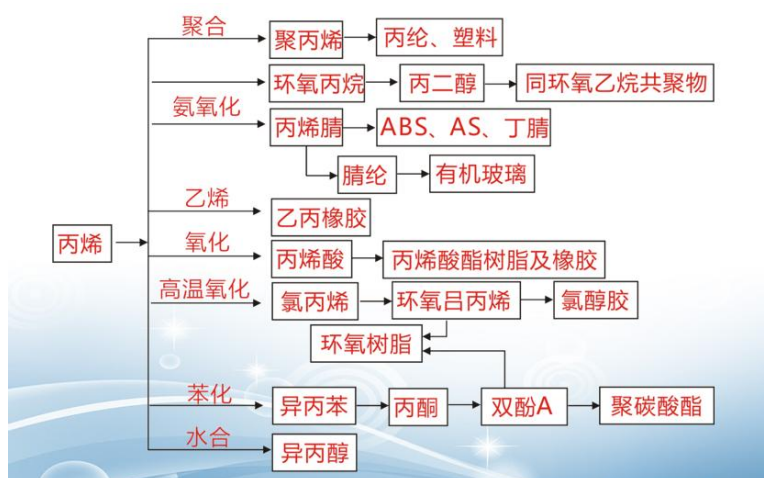 聚合
聚丙烯
丙纶、塑料
环氧丙烷
丙二醇
同环氧乙烷共聚物
氨氧化
丙烯腈
ABS、AS、丁腈
腈纶
有机玻璃
乙烯
乙丙橡胶
丙烯
氧化
丙烯酸
丙烯酸酯树脂及橡胶
高温氧化
氯丙烯
环氧吕丙烯
氯醇胶
环氧树脂
苯化
异丙苯
丙酮
双酚A
聚碳酸酯
水合
异丙醇